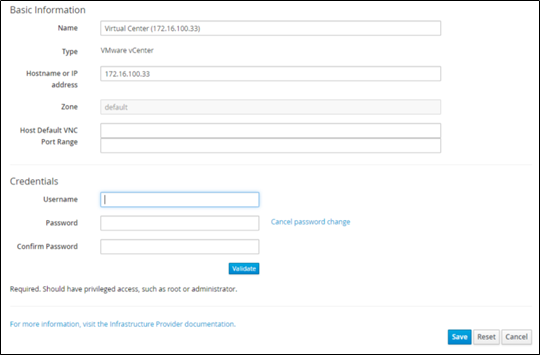 Basic Information
Name Virtual Center (172.16.100.33)
Type VMware vCenter
Hostname or IP address 172.16.100.33
Zone default
Host Default VNC Port Range
Credentials
Username
Password Cancel password change
Confirm Password
Validate
Required. Should have privileged access, such as root or administrator.
For more information, visit the Infrastructure Provider documentation.
Save Reset Cancel